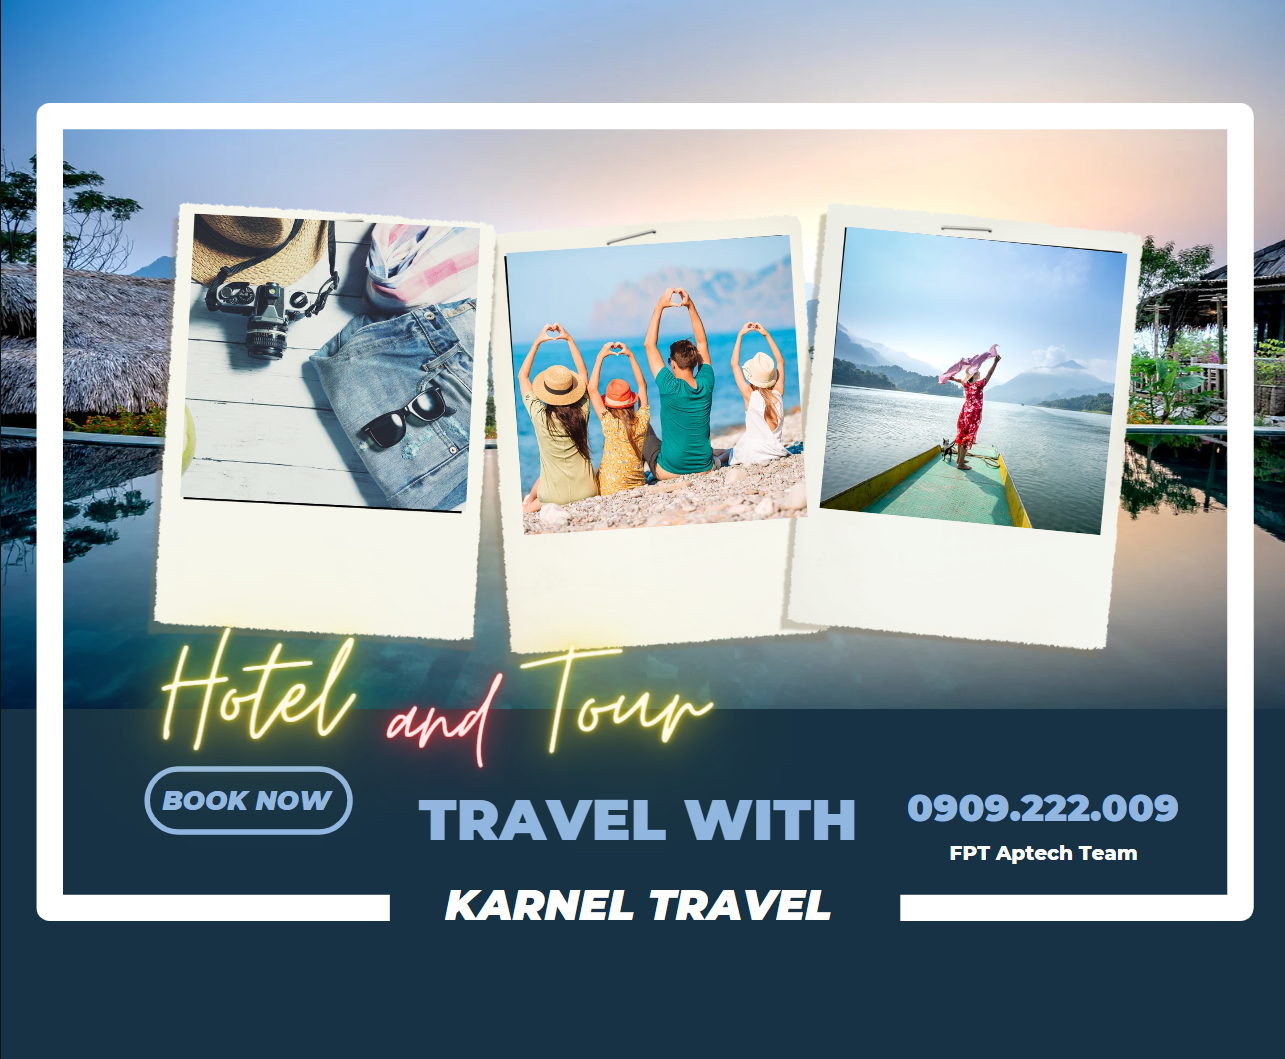 Hotel and Tour
BOOK NOW
TRAVEL WITH
0909.222.009
FPT Aptech Team
KARNEL TRAVEL